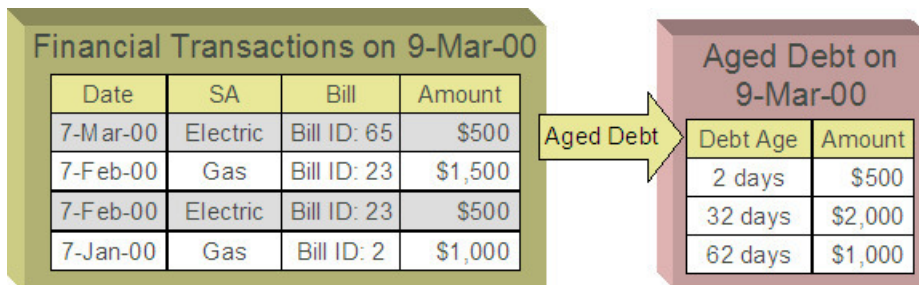 Financial Transactions on 9-Mar-00
Date SA Bill Amount
7-Mar-00 Electric Bill ID: 65 $500
7-Feb-00 Gas Bill ID: 23 $1,500
7-Feb-00 Electric Bill ID: 23 $500
7-Jan-00 Gas Bill ID: 2 $1,000
Aged Debt
Aged Debt on
9-Mar-00
Debt Age Amount
2 days $500
32 days $2,000
62 days $1,000